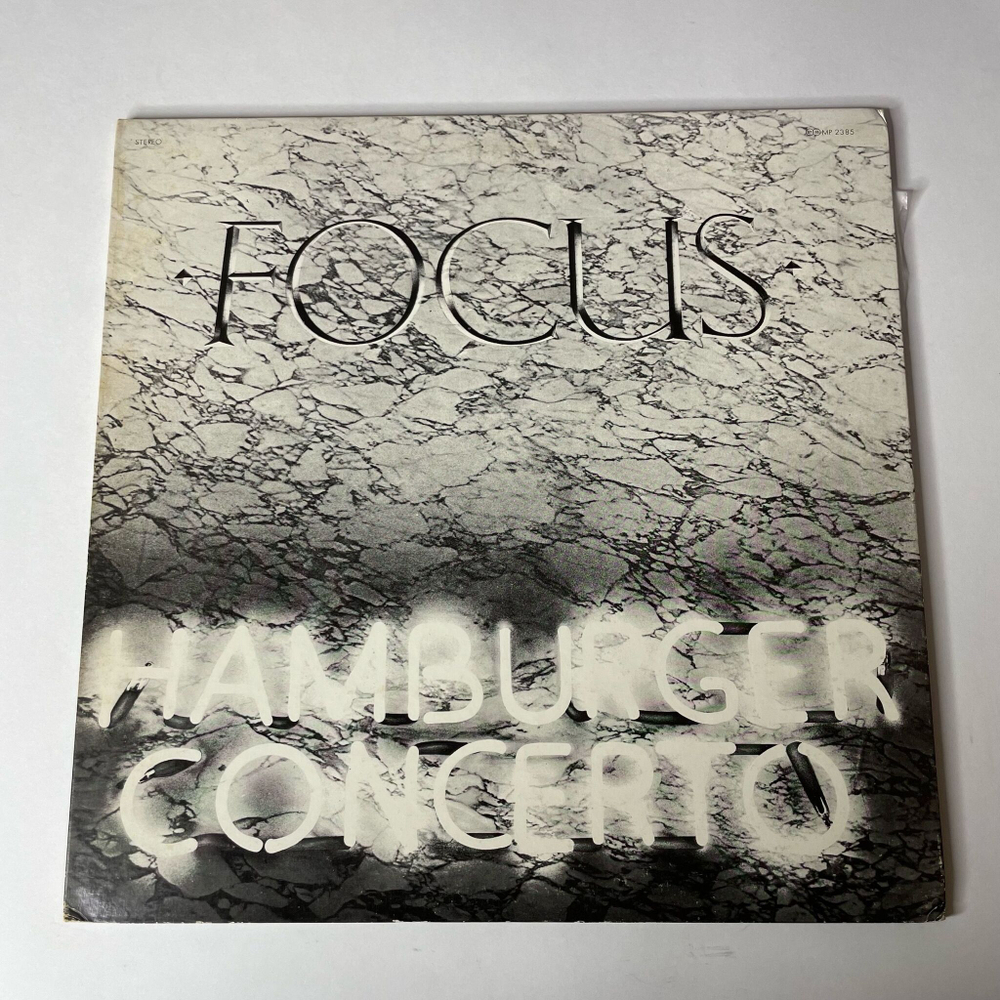 STEREO
COMP 2385
·FOCUS·
HAMBURGER
CONCERTO